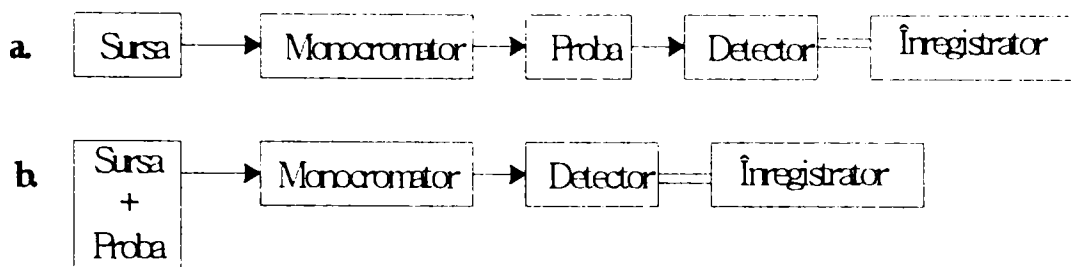 a. Sursa Monocromator Proba Detector Înregistrator
b. Sursa + Proba Monocromator Detector Înregistrator